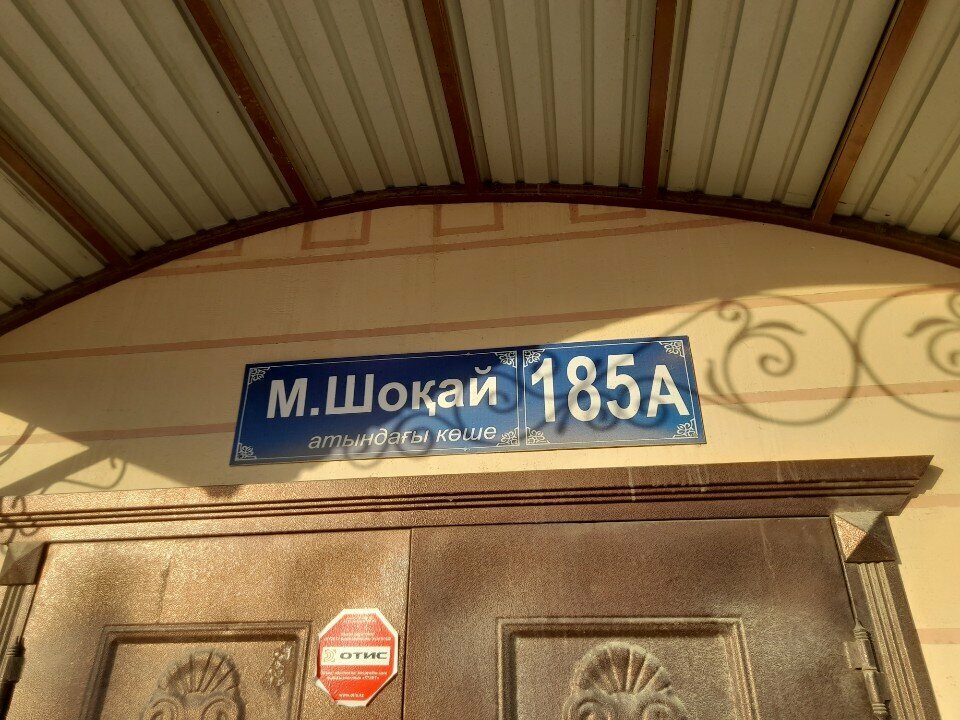 М.Шоқай
атындағы көше
185А
ОТИС